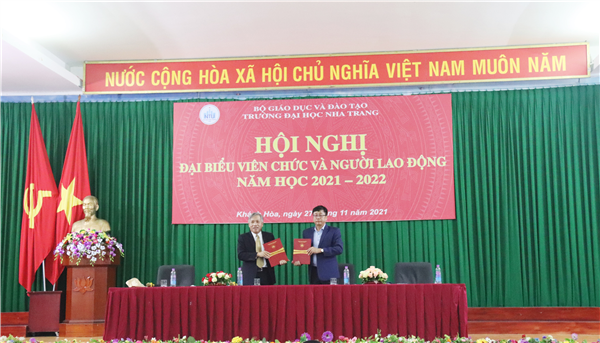 NƯỚC CỘNG HÒA XÃ HỘI CHỦ NGHĨA VIỆT NAM MUÔN NĂM
BỘ GIÁO DỤC VÀ ĐÀO TẠO
TRƯỜNG ĐẠI HỌC NHA TRANG
HỘI NGHỊ
ĐẠI BIỂU VIÊN CHỨC VÀ NGƯỜI LAO ĐỘNG
NĂM HỌC 2021 – 2022
Khánh Hòa, ngày 27 11 năm 2021